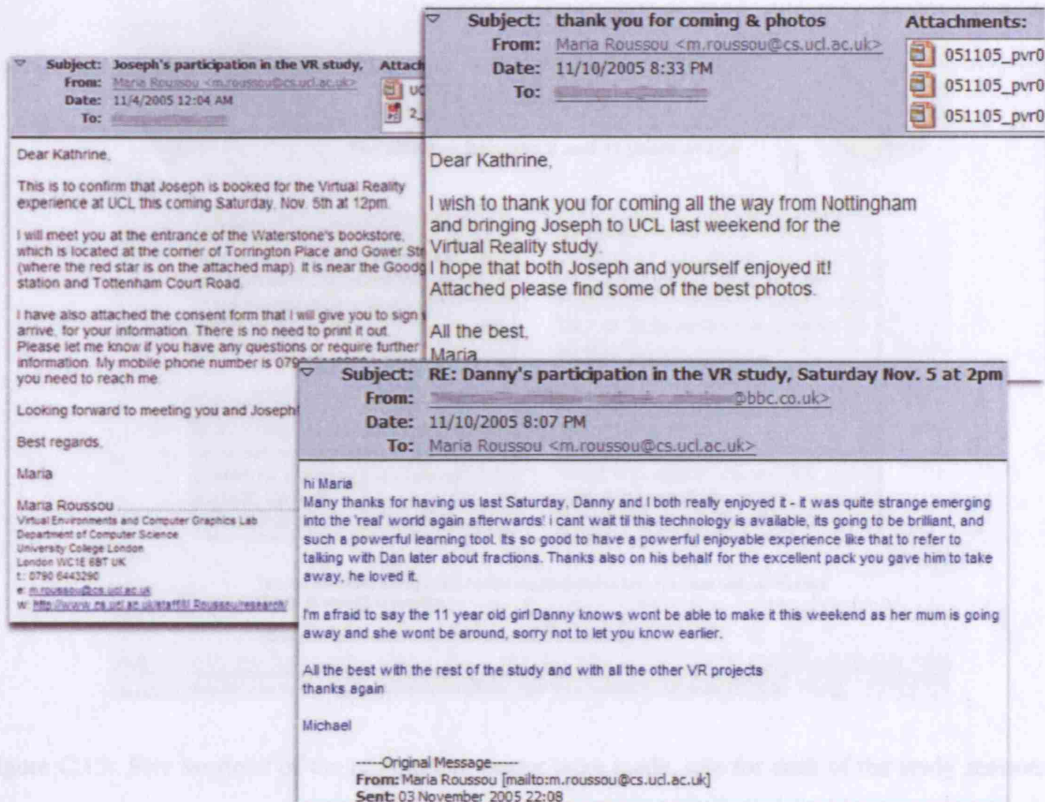 Subject: Joseph's participation in the VR study, Attach
From: Maria Roussou <m.roussou@cs.ucl.ac.uk>
Date: 11/4/2005 12:04 AM
To:
UC
2_
Dear Kathrine,
This is to confirm that Joseph is booked for the Virtual Reality
experience at UCL this coming Saturday, Nov. 5th at 12pm.
I will meet you at the entrance of the Waterstone's bookstore,
which is located at the corner of Torrington Place and Gower Str
(where the red star is on the attached map). It is near the Goodg
station and Tottenham Court Road.
I have also attached the consent form that I will give you to sign
arrive, for your information. There is no need to print it out.
Please let me know if you have any questions or require further
information. My mobile phone number is
you need to reach me.
Looking forward to meeting you and Joseph!
Best regards,
Maria
Maria Roussou
Virtual Environments and Computer Graphics Lab
Department of Computer Science
University College London
London WC1E 6BT UK
t.: 0790 6443290
e: m.roussou@cs.ucl.ac.uk
w: http://www.cs.ucl.ac.uk/staff/
Subject: thank you for coming & photos
From: Maria Roussou <m.roussou@cs.ucl.ac.uk>
Date: 11/10/2005 8:33 PM
To:
Attachments:
051105_pvr0
051105_pvr0
051105_pvr0
Dear Kathrine,
I wish to thank you for coming all the way from Nottingham
and bringing Joseph to UCL last weekend for the
Virtual Reality study.
I hope that both Joseph and yourself enjoyed it!
Attached please find some of the best photos.
All the best,
Maria
Subject: RE: Danny's participation in the VR study, Saturday Nov. 5 at 2pm
From: @bbc.co.uk>
Date: 11/10/2005 8:07 PM
To: Maria Roussou <m.roussou@cs.ucl.ac.uk>
hi Maria
Many thanks for having us last Saturday, Danny and I both really enjoyed it - it was quite strange emerging
into the 'real' world again afterwards! i cant wait til this technology is available, its going to be brilliant, and
such a powerful learning tool. Its so good to have a powerful enjoyable experience like that to refer to
talking with Dan later about fractions. Thanks also on his behalf for the excellent pack you gave him to take
away, he loved it.
I'm afraid to say the 11 year old girl Danny knows wont be able to make it this weekend as her mum is going
away and she wont be around, sorry not to let you know earlier.
All the best with the rest of the study and with all the other VR projects
thanks again
Michael
Original Message
From: Maria Roussou [mailto:m.roussou@cs.ucl.ac.uk]
Sent: 03 November 2005 22:08